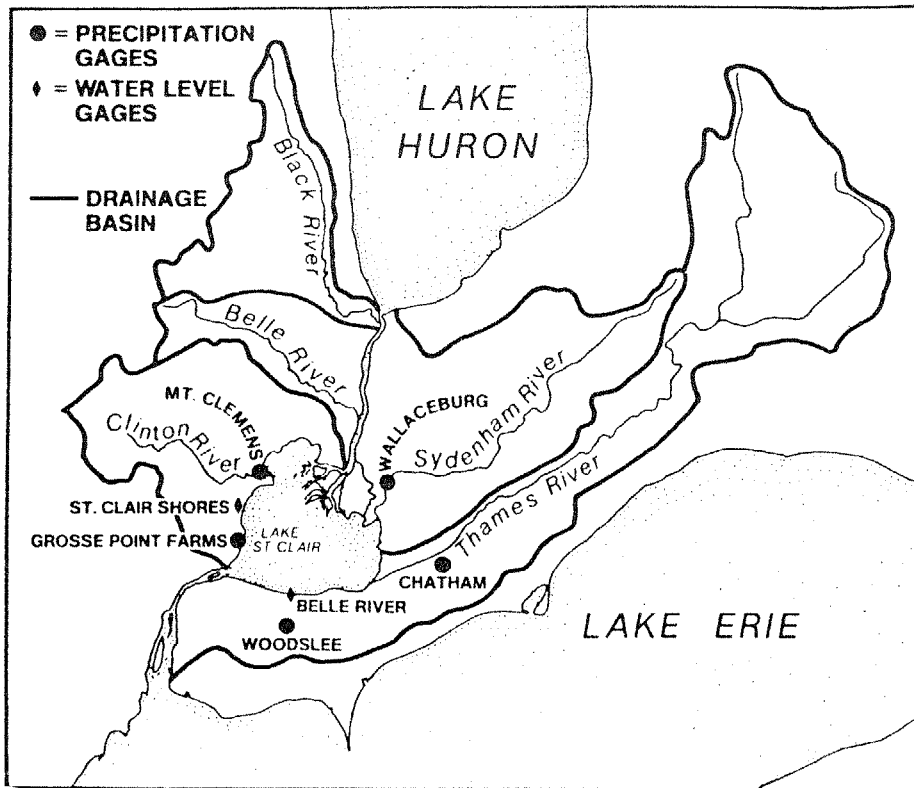 ● = PRECIPITATION
GAGES
♦ = WATER LEVEL
GAGES
DRAINAGE
BASIN
LAKE
HURON
Black River
Belle River
MT. CLEMENS
Clinton River
WALLACEBURG
Sydenham River
ST. CLAIR SHORES
GROSSE POINT FARMS
LAKE
ST CLAIR
Thames River
CHATHAM
BELLE RIVER
WOODSLEE
LAKE ERIE